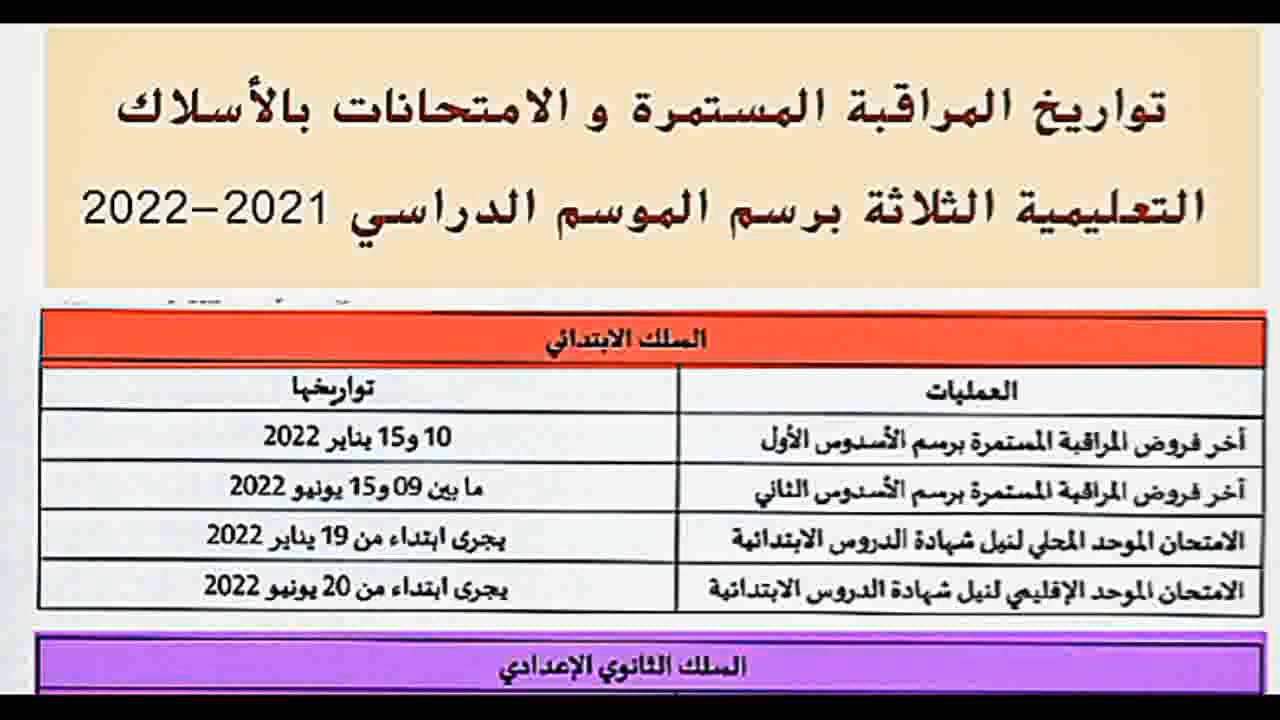 تواريخ المراقبة المستمرة و الامتحانات بالأسلاك
التعليمية الثلاثة برسم الموسم الدراسي 2021–2022
السلك الابتدائي
العمليات تواريخها
آخر فروض المراقبة المستمرة برسم الأسدوس الأول 10 و15 يناير 2022
آخر فروض المراقبة المستمرة برسم الأسدوس الثاني ما بين 09 و15 يونيو 2022
الامتحان الموحد المحلي لنيل شهادة الدروس الابتدائية يجرى ابتداء من 19 يناير 2022
الامتحان الموحد الإقليمي لنيل شهادة الدروس الابتدائية يجرى ابتداء من 20 يونيو 2022
السلك الثانوي الإعدادي